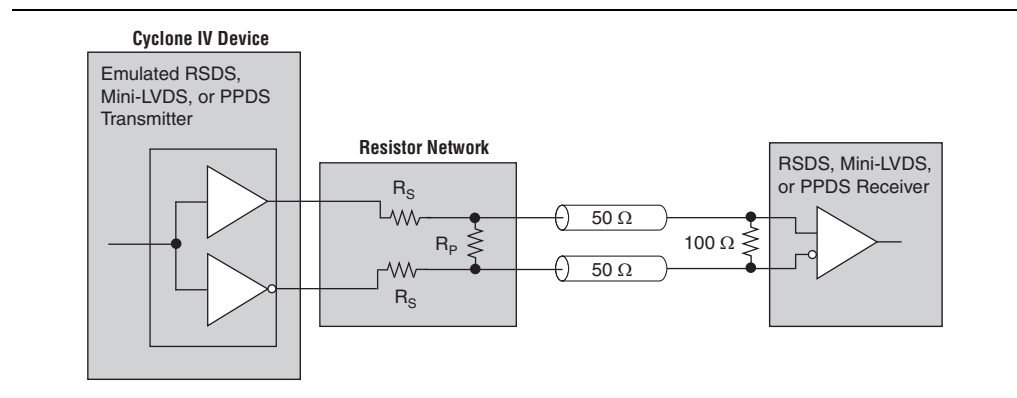 Cyclone IV Device
Emulated RSDS,
Mini-LVDS, or PPDS
Transmitter
Resistor Network
RS
RP
RS
50 Ω
50 Ω
100 Ω
RSDS, Mini-LVDS,
or PPDS Receiver